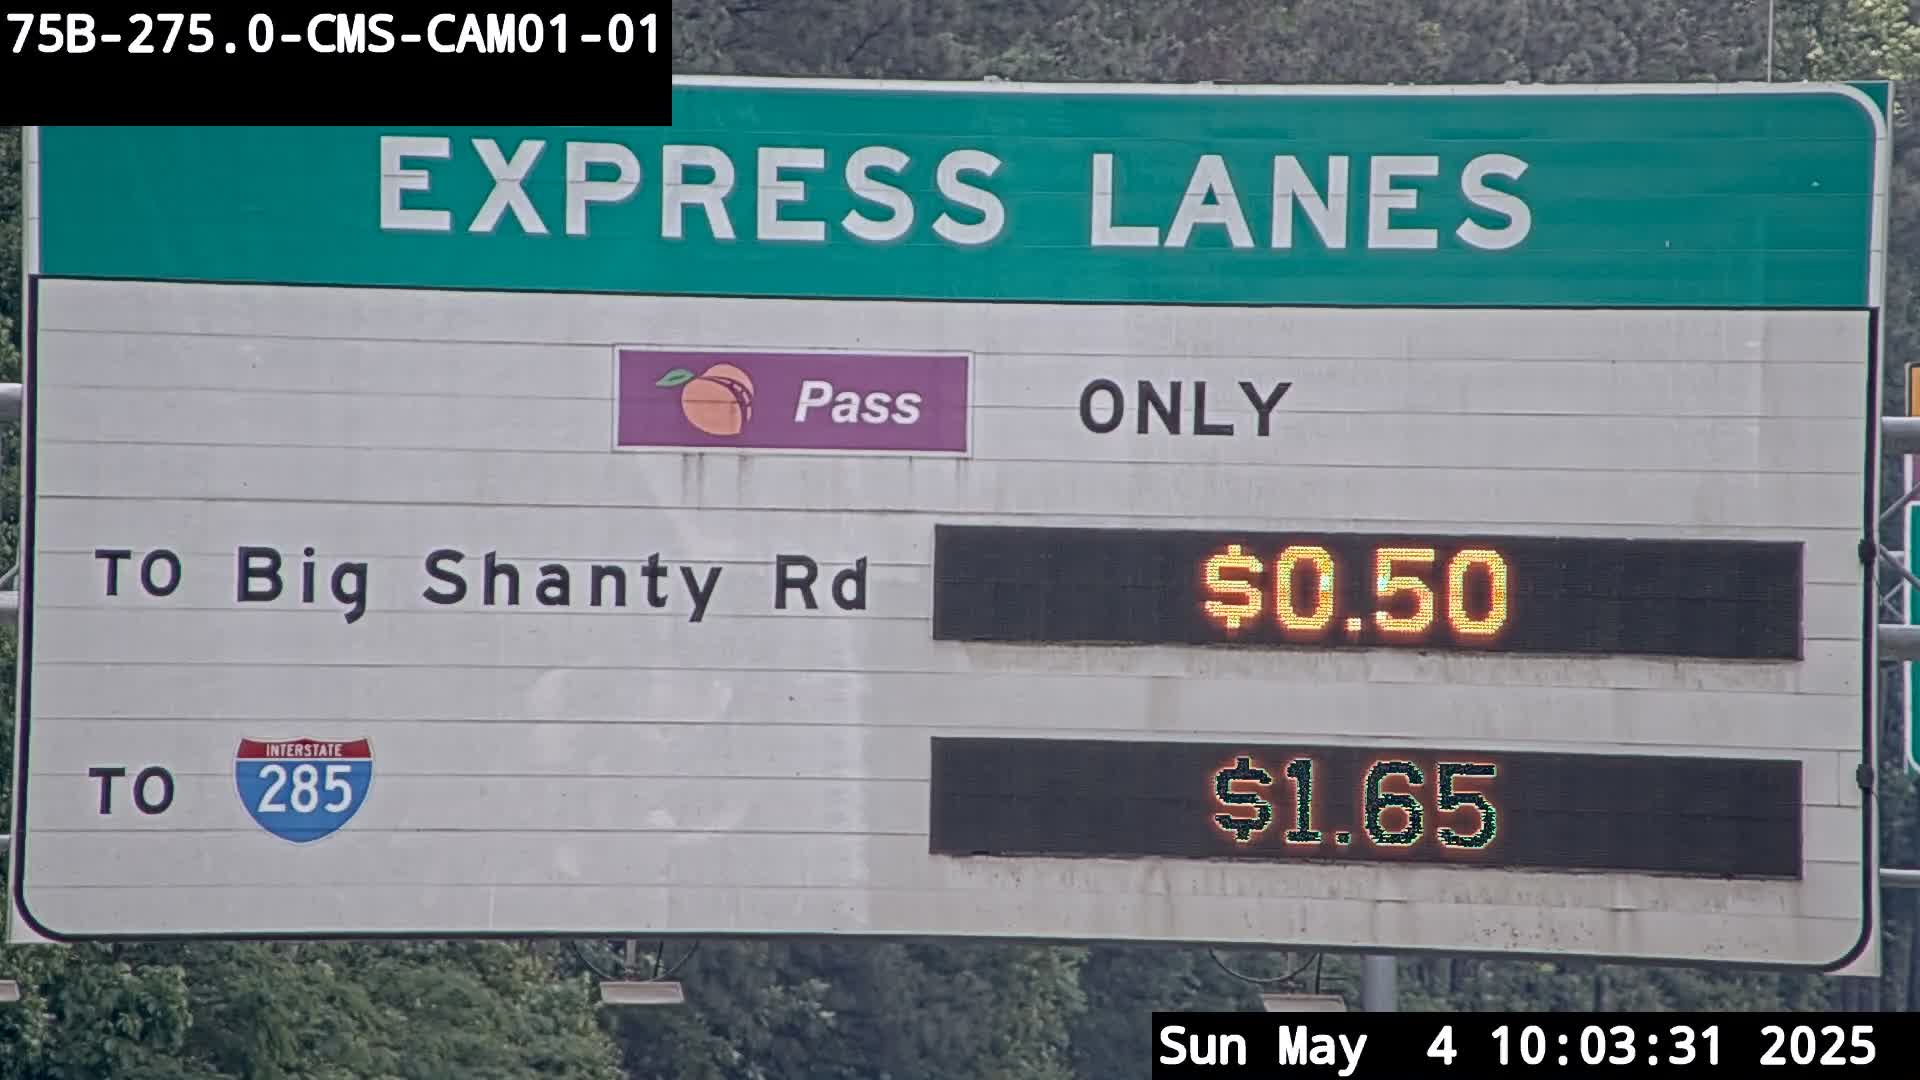 75B-275.0-CMS-CAM01-01
EXPRESS LANES
Pass ONLY
TO Big Shanty Rd $0.50
INTERSTATE
TO 285 $1.65
Sun May 4 10:03:31 2025